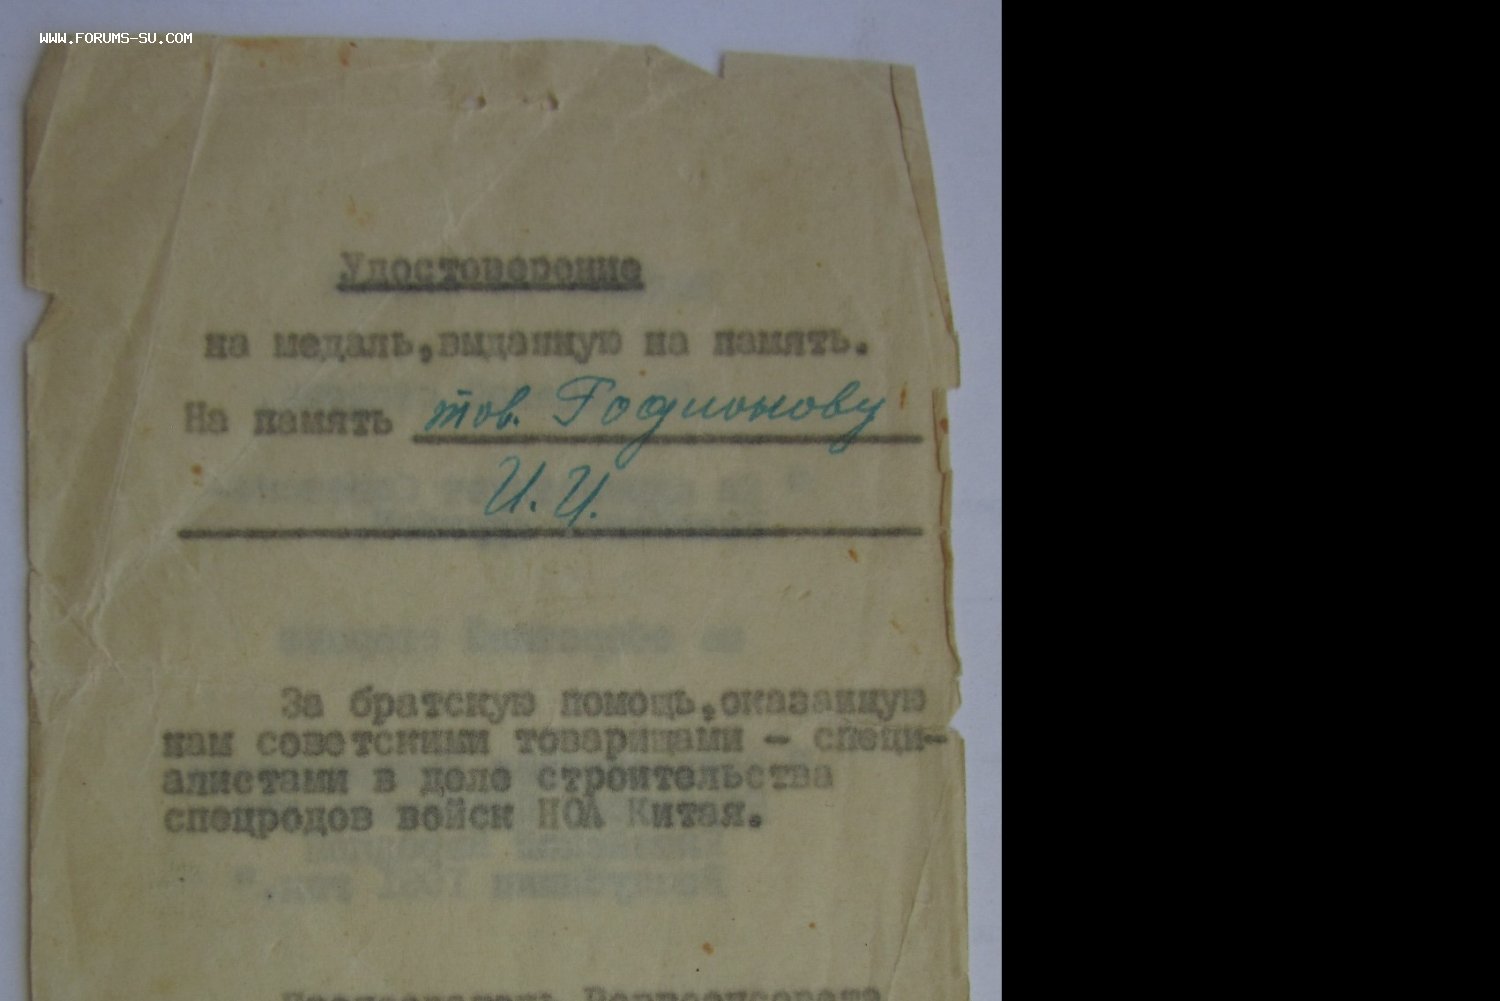 WWW.FORUMS-SU.COM
Удостоверение
на медаль,выданную на память.
На память тов. Родионову
И.И.
За братскую помощь,оказанную
нам советскими товарищами - специ-
алистами в деле строительства
спецродов войск НОА Китая.